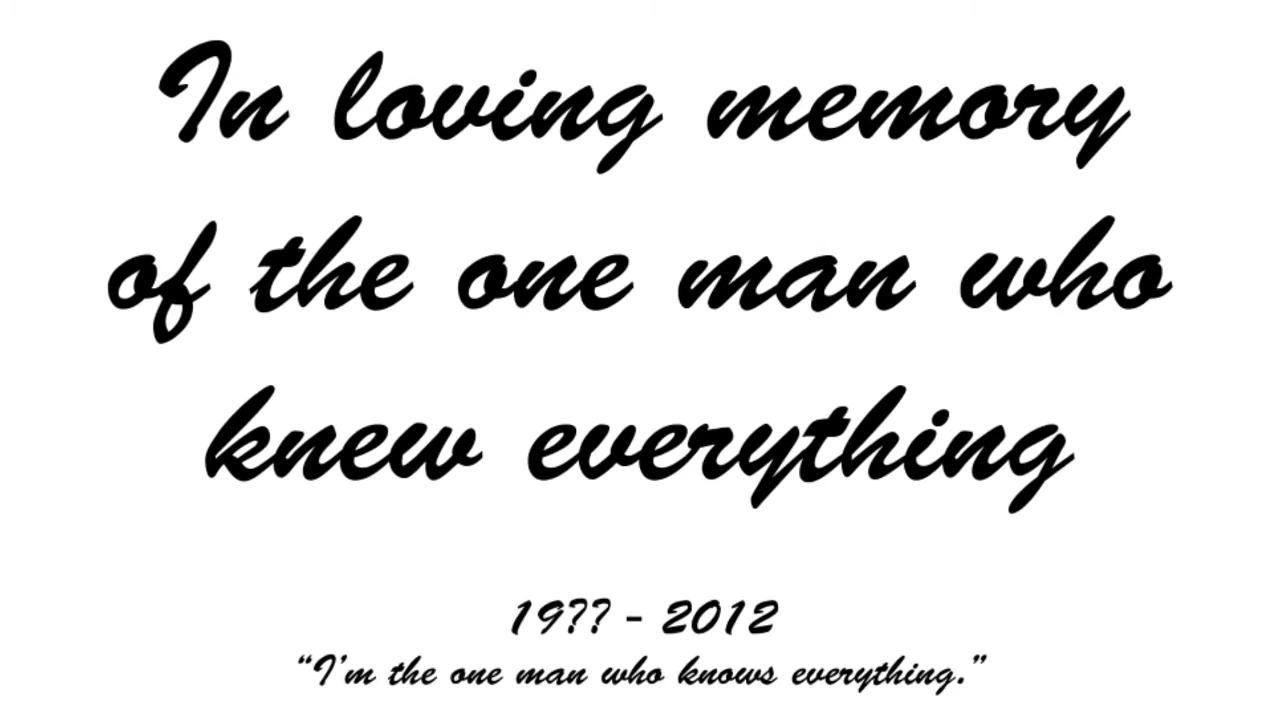 In loving memory
of the one man who
knew everything
19?? - 2012
“I’m the one man who knows everything.”